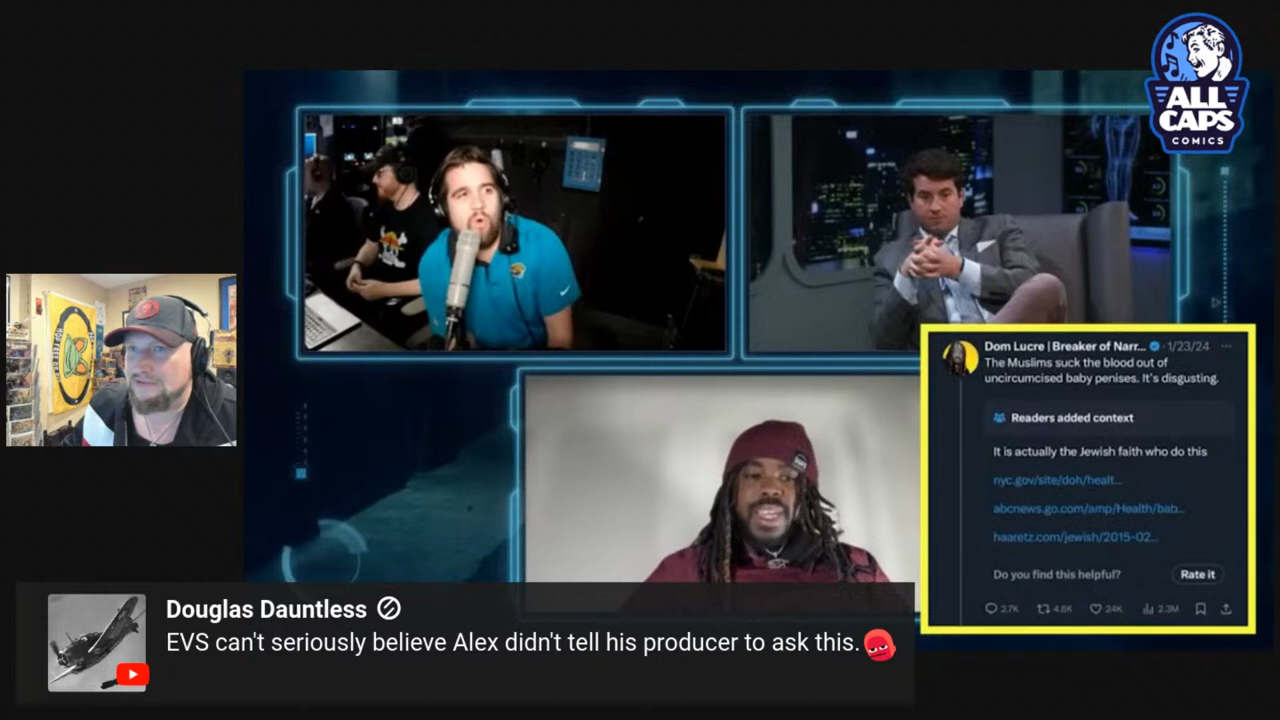 ALL
CAPS
COMICS
Dom Lucre | Breaker of Narr... · 1/23/24
The Muslims suck the blood out of
uncircumcised baby penises. It's disgusting.
Readers added context
It is actually the Jewish faith who do this
nyc.gov/site/doh/healt...
abcnews.go.com/amp/Health/bab...
haaretz.com/jewish/2015-02...
Do you find this helpful? Rate it
2.7K 4.6K 24K 2.3M
Douglas Dauntless
EVS can't seriously believe Alex didn't tell his producer to ask this.